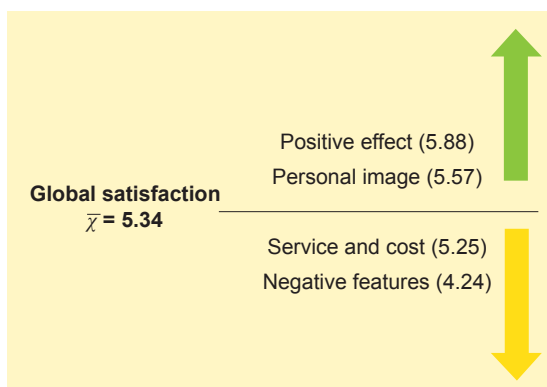 Positive effect (5.88)
Personal image (5.57)
Global satisfaction
χ̅ = 5.34
Service and cost (5.25)
Negative features (4.24)